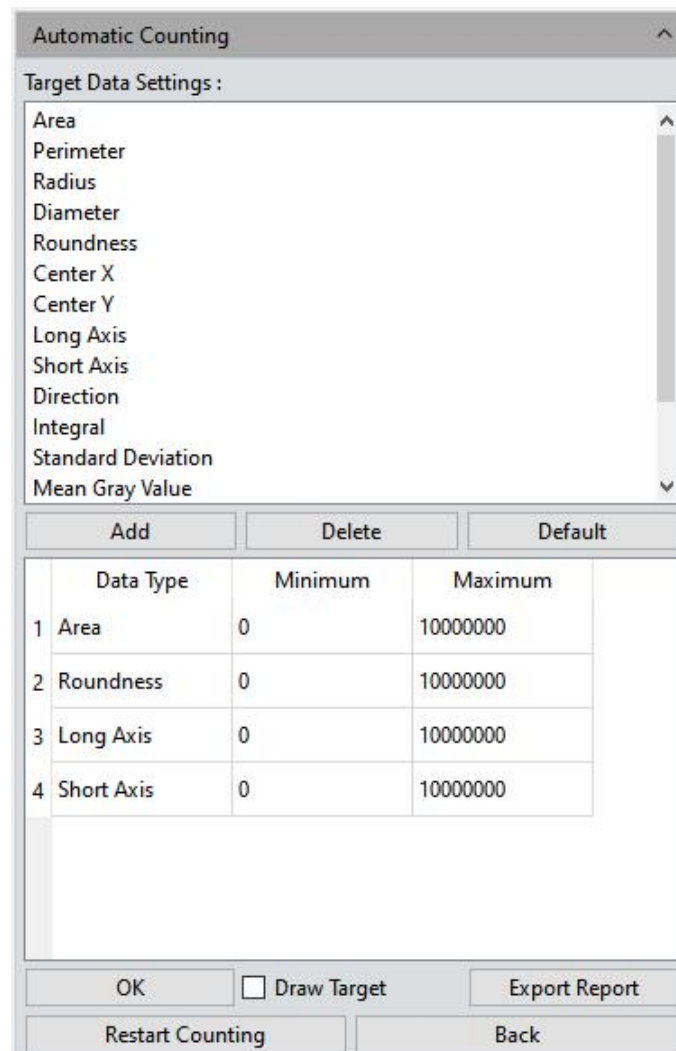 Automatic Counting
Target Data Settings :
Area
Perimeter
Radius
Diameter
Roundness
Center X
Center Y
Long Axis
Short Axis
Direction
Integral
Standard Deviation
Mean Gray Value
Add Delete Default
Data Type Minimum Maximum
1 Area 0 10000000
2 Roundness 0 10000000
3 Long Axis 0 10000000
4 Short Axis 0 10000000
OK Draw Target Export Report
Restart Counting Back